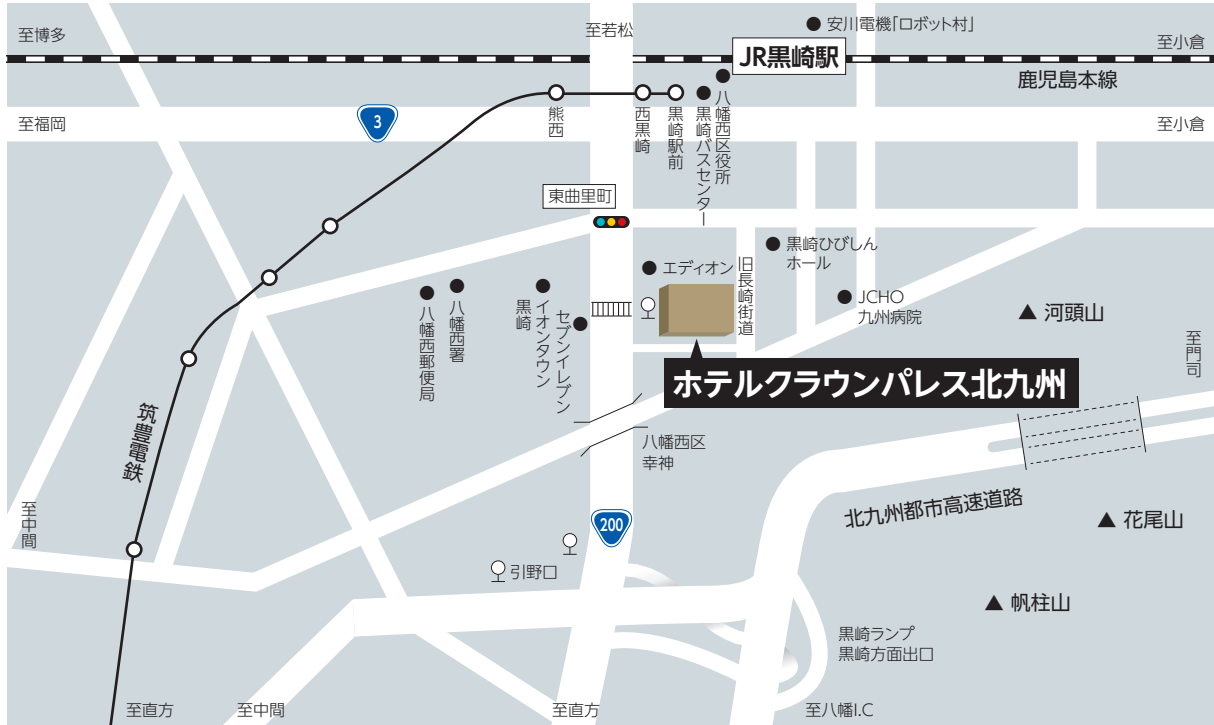 至博多
至若松
安川電機「ロボット村」
至小倉
JR黒崎駅
鹿児島本線
至福岡
3
熊西
西黒崎
黒崎駅前
黒崎バスセンター
八幡西区役所
至小倉
東曲里町
エディオン
旧長崎街道
黒崎ひびしん
ホール
JCHO
九州病院
河頭山
至門司
八幡西郵便局
八幡西署
イオンタウン
黒崎
セブンイレブン
ホテルクラウンパレス北九州
筑豊電鉄
八幡西区
幸神
至中間
200
北九州都市高速道路
花尾山
引野口
帆柱山
黒崎ランプ
黒崎方面出口
至直方
至中間
至直方
至八幡I.C